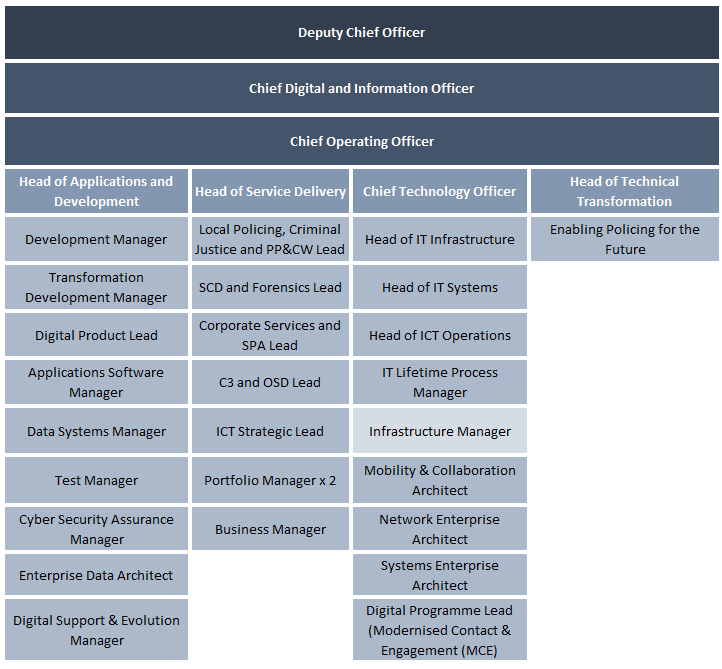 Deputy Chief Officer
Chief Digital and Information Officer
Chief Operating Officer
Head of Applications and
Development
Head of Service Delivery
Chief Technology Officer
Head of Technical
Transformation
Development Manager
Local Policing, Criminal
Justice and PP&CW Lead
Head of IT Infrastructure
Enabling Policing for the
Future
Transformation
Development Manager
SCD and Forensics Lead
Head of IT Systems
Digital Product Lead
Corporate Services and
SPA Lead
Head of ICT Operations
Applications Software
Manager
C3 and OSD Lead
IT Lifetime Process
Manager
Data Systems Manager
ICT Strategic Lead
Infrastructure Manager
Test Manager
Portfolio Manager x 2
Mobility & Collaboration
Architect
Cyber Security Assurance
Manager
Business Manager
Network Enterprise
Architect
Enterprise Data Architect
Systems Enterprise
Architect
Digital Support & Evolution
Manager
Digital Programme Lead
(Modernised Contact &
Engagement (MCE)